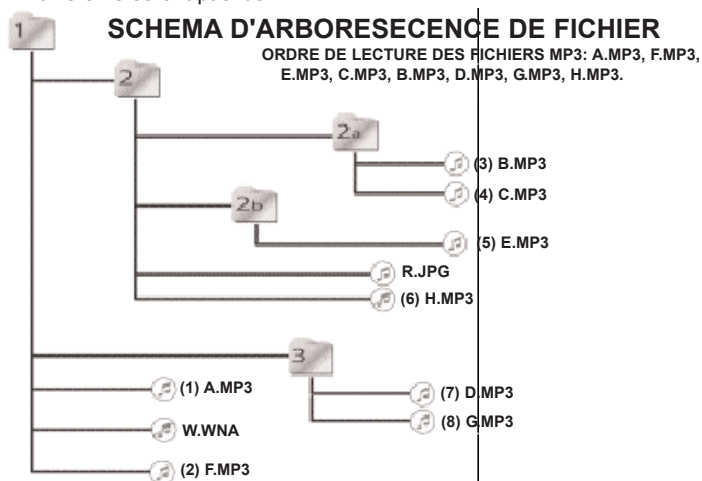 SCHEMA D'ARBORESECENCE DE FICHIER
ORDRE DE LECTURE DES FICHIERS MP3: A.MP3, F.MP3,
E.MP3, C.MP3, B.MP3, D.MP3, G.MP3, H.MP3.
1
2
2a
(3) B.MP3
(4) C.MP3
2b
(5) E.MP3
R.JPG
(6) H.MP3
3
(1) A.MP3
(7) D.MP3
W.WNA
(8) G.MP3
(2) F.MP3